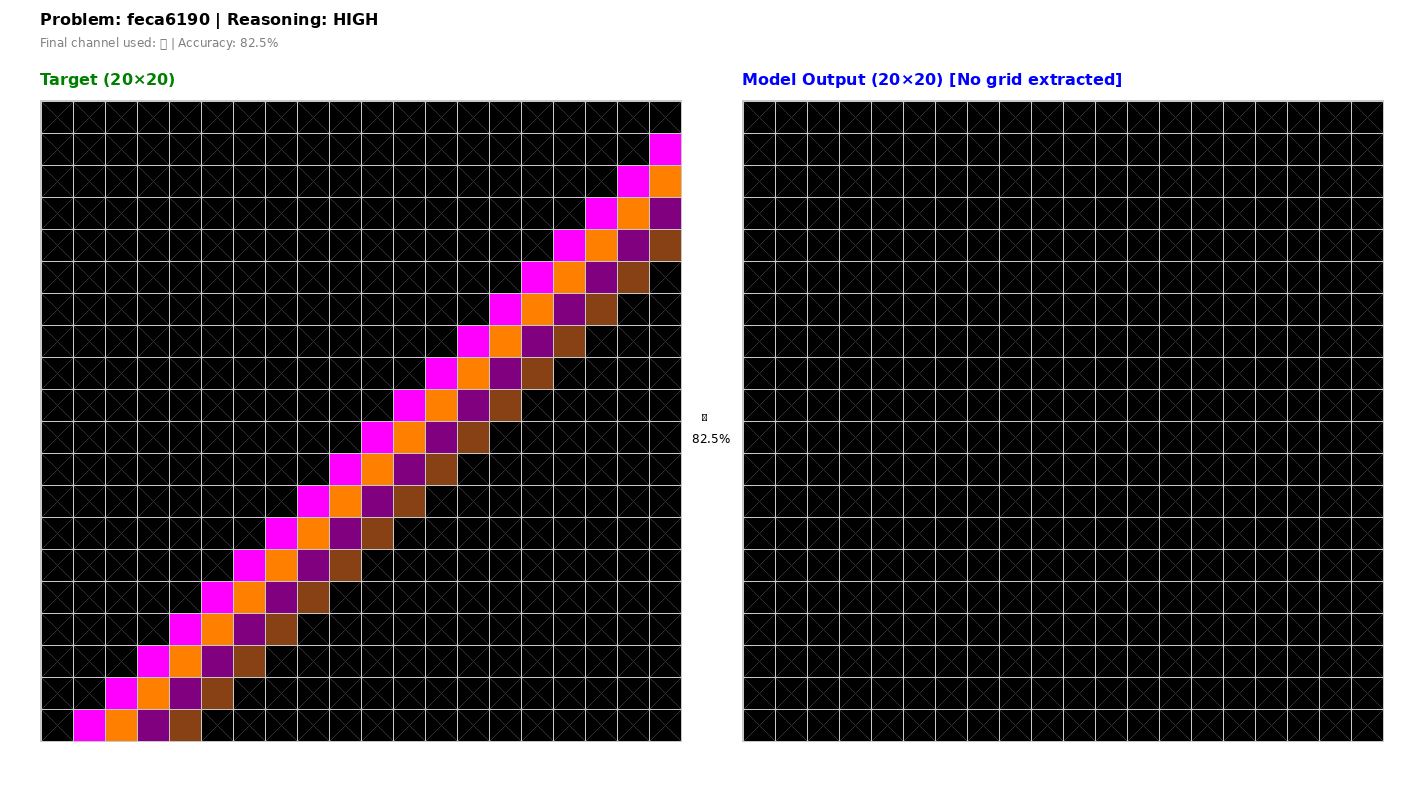 Problem: feca6190 | Reasoning: HIGH
Final channel used: | Accuracy: 82.5%
Target (20×20)
Model Output (20×20) [No grid extracted]
82.5%